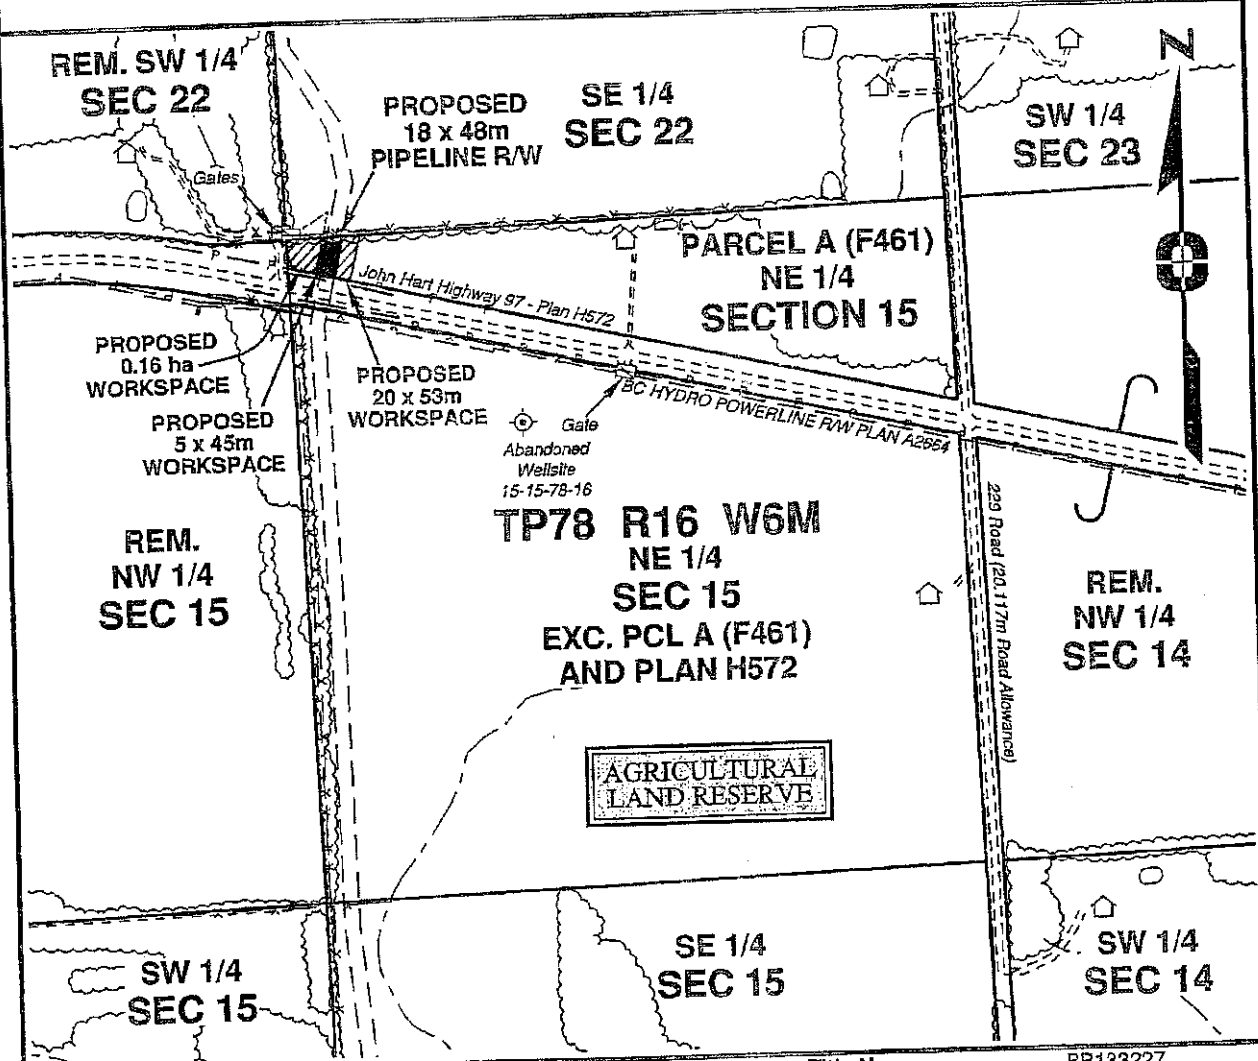 REM. SW 1/4
SEC 22
PROPOSED
18 x 48m
PIPELINE R/W
SE 1/4
SEC 22
N
SW 1/4
SEC 23
Gates
PARCEL A (F461)
NE 1/4
SECTION 15
John Hart Highway 97 - Plan H572
PROPOSED
0.16 ha
WORKSPACE
PROPOSED
20 x 53m
WORKSPACE
PROPOSED
5 x 45m
WORKSPACE
BC HYDRO POWERLINE R/W PLAN A2664
Gate
Abandoned
Wellsite
15-15-78-16
TP78 R16 W6M
NE 1/4
SEC 15
EXC. PCL A (F461)
AND PLAN H572
REM.
NW 1/4
SEC 15
229 Road (20.117m Road Allowance)
REM.
NW 1/4
SEC 14
AGRICULTURAL
LAND RESERVE
SW 1/4
SEC 15
SE 1/4
SEC 15
SW 1/4
SEC 14